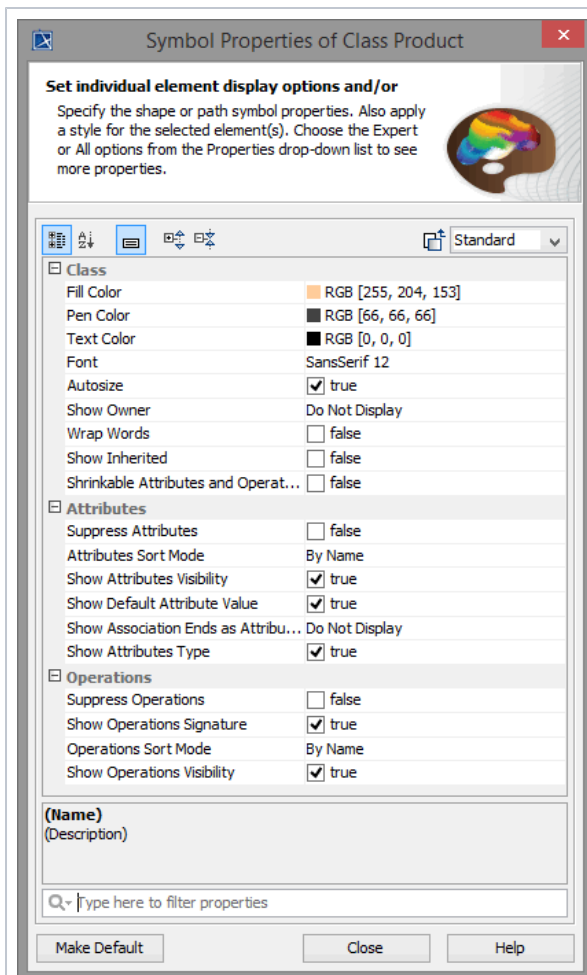 Symbol Properties of Class Product
Set individual element display options and/or
Specify the shape or path symbol properties. Also apply
a style for the selected element(s). Choose the Expert
or All options from the Properties drop-down list to see
more properties.
Standard
Class
Fill Color RGB [255, 204, 153]
Pen Color RGB [66, 66, 66]
Text Color RGB [0, 0, 0]
Font SansSerif 12
Autosize true
Show Owner Do Not Display
Wrap Words false
Show Inherited false
Shrinkable Attributes and Operat... false
Attributes
Suppress Attributes false
Attributes Sort Mode By Name
Show Attributes Visibility true
Show Default Attribute Value true
Show Association Ends as Attribu... Do Not Display
Show Attributes Type true
Operations
Suppress Operations false
Show Operations Signature true
Operations Sort Mode By Name
Show Operations Visibility true
(Name)
(Description)
Type here to filter properties
Make Default Close Help